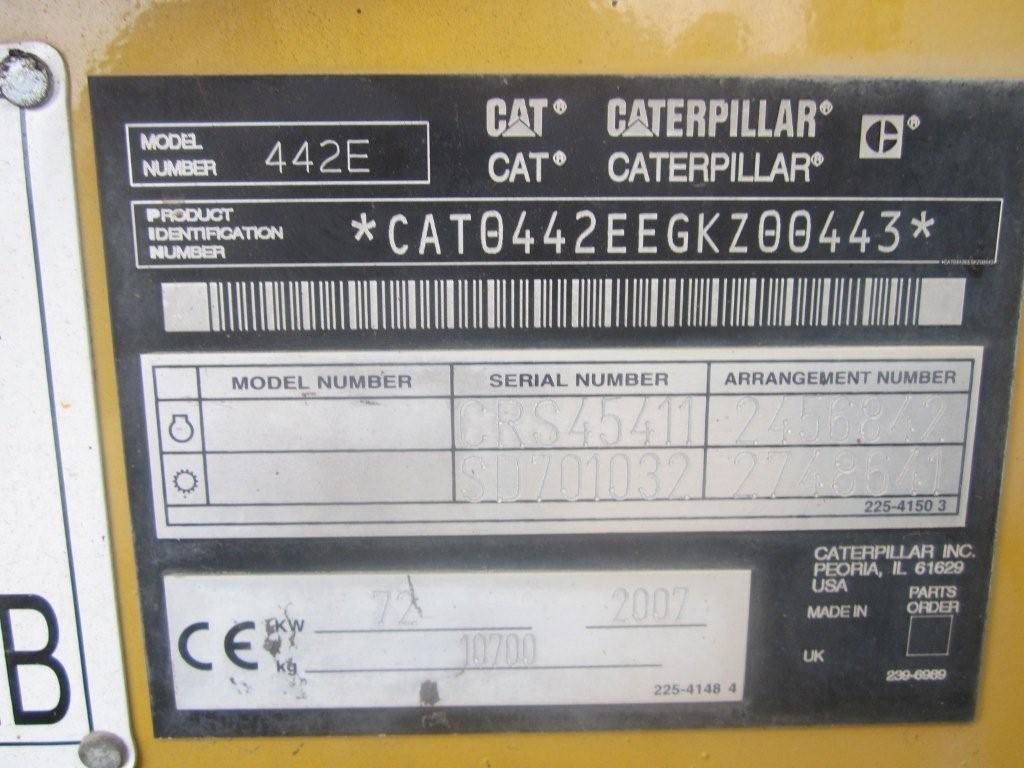 CAT® CATERPILLAR® ®
MODEL NUMBER 442E
CAT® CATERPILLAR®
PRODUCT IDENTIFICATION NUMBER *CAT0442EEGKZ00443*
CAT0442EEGKZ00443
MODEL NUMBER SERIAL NUMBER ARRANGEMENT NUMBER
CRS45411 2456842
SD701032 2748641
225-4150 3
CATERPILLAR INC.
PEORIA, IL 61629
USA
MADE IN
UK
PARTS
ORDER
239-6989
CE KW 72 2007
kg 10700
225-4148 4
B